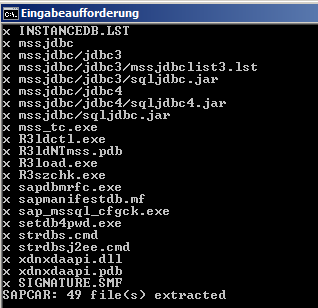 Eingabeaufforderung
x INSTANCEDB.LST
x mssjdbc
x mssjdbc/jdbc3
x mssjdbc/jdbc3/mssjdbclist3.lst
x mssjdbc/jdbc3/sqljdbc.jar
x mssjdbc/jdbc4
x mssjdbc/jdbc4/sqljdbc4.jar
x mssjdbc/sqljdbc.jar
x mss_tc.exe
x R3ldctl.exe
x R3ldNTmss.pdb
x R3load.exe
x R3szchk.exe
x sapdbmrfc.exe
x sapmanifestdb.mf
x sap_mssql_cfgck.exe
x setdb4pwd.exe
x strdbs.cmd
x strdbsj2ee.cmd
x xdnxdaapi.dll
x xdnxdaapi.pdb
x SIGNATURE.SMF
SAPCAR: 49 file(s) extracted